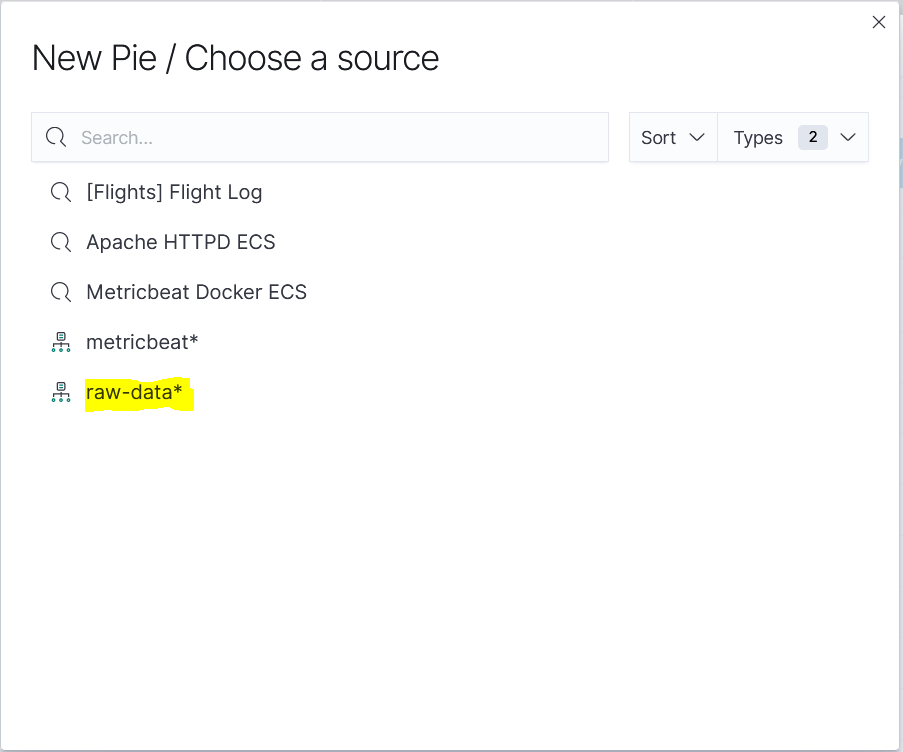 New Pie / Choose a source
Search...
Sort
Types 2
[Flights] Flight Log
Apache HTTPD ECS
Metricbeat Docker ECS
metricbeat*
raw-data*